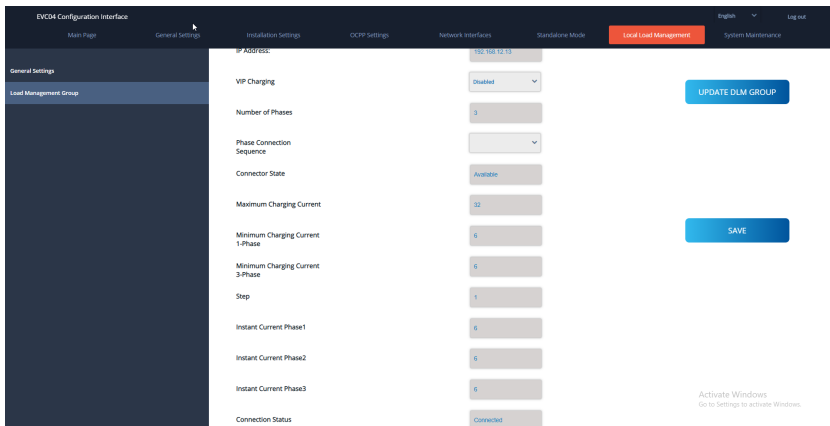 EVC04 Configuration Interface
English
Log out
Main Page
General Settings
Installation Settings
OCPP Settings
Network Interfaces
Standalone Mode
Local Load Management
System Maintenance
General Settings
Load Management Group
IP Address:
192.168.12.13
VIP Charging
Disabled
UPDATE DLM GROUP
Number of Phases
3
Phase Connection
Sequence
Connector State
Available
Maximum Charging Current
32
Minimum Charging Current
1-Phase
6
SAVE
Minimum Charging Current
3-Phase
6
Step
Instant Current Phase1
6
Instant Current Phase2
6
Instant Current Phase3
6
Connection Status
Connected
Activate Windows
Go to Settings to activate Windows.